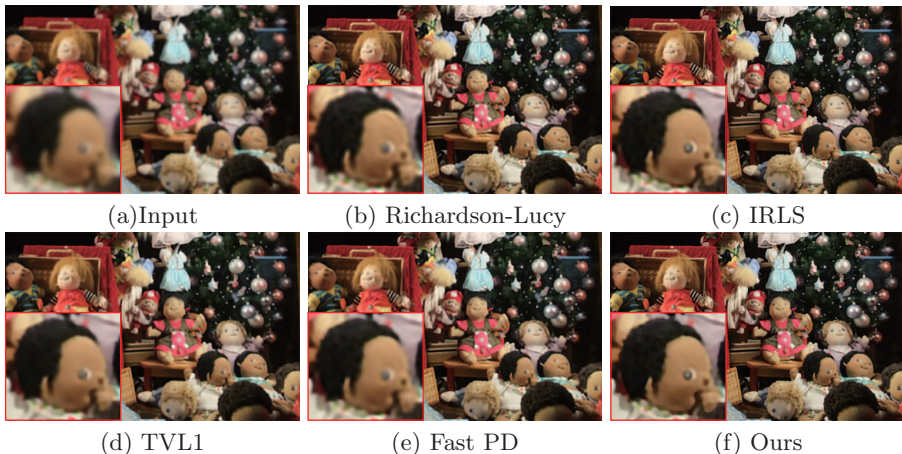 (a)Input
(b) Richardson-Lucy
(c) IRLS
(d) TVL1
(e) Fast PD
(f) Ours